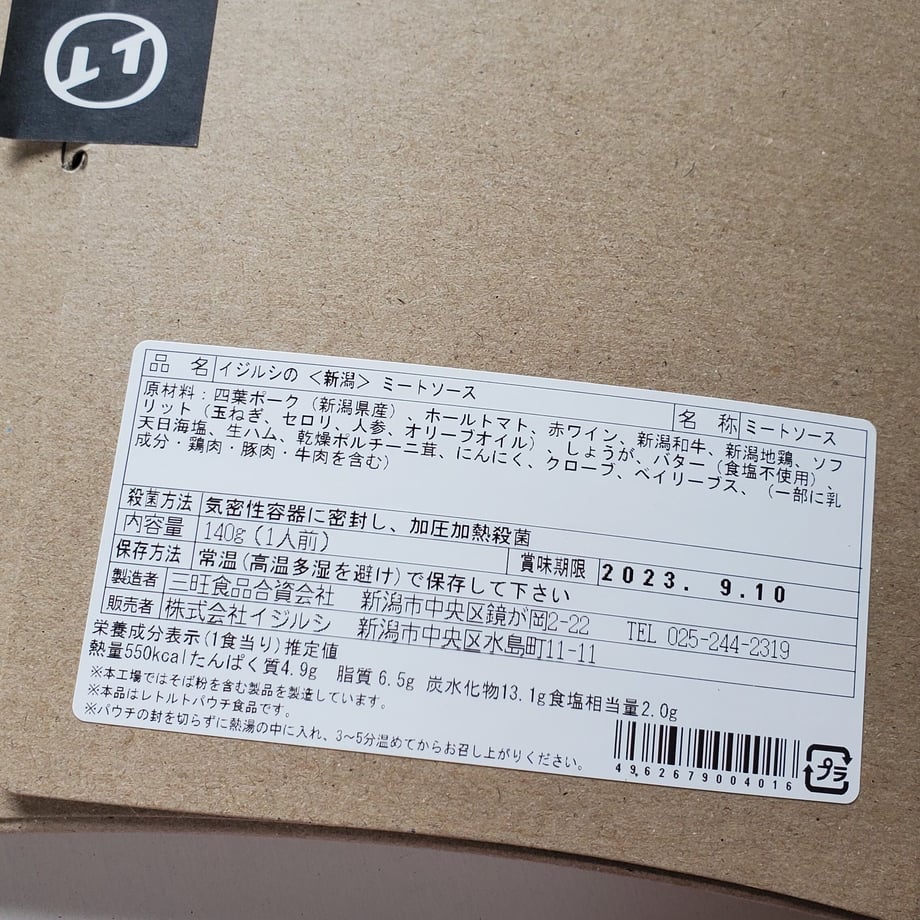 品 名 イジルシの〈新潟〉ミートソース 名 称 ミートソース
原材料：四葉ポーク（新潟県産）、ホールトマト、赤ワイン、新潟和牛、新潟地鶏、ソフ
リット（玉ねぎ、セロリ、人参、オリーブオイル）、しょうが、バター（食塩不使用）、
天日海塩、生ハム、乾燥ポルチーニ茸、にんにく、クローブ、ベイリーブス、（一部に乳
成分・鶏肉・豚肉・牛肉を含む）
殺菌方法 気密性容器に密封し、加圧加熱殺菌
内容量 140g（1人前） 賞味期限 2023. 9.10
保存方法 常温(高温多湿を避け)で保存して下さい
製造者 三旺食品合資会社 新潟市中央区鏡が岡2-22 TEL 025-244-2319
販売者 株式会社イジルシ 新潟市中央区水島町11-11
栄養成分表示(1食当り)推定値
熱量550kcalたんぱく質4.9g 脂質 6.5g 炭水化物13.1g食塩相当量2.0g
※本工場ではそば粉を含む製品を製造しています。
※本品はレトルトパウチ食品です。
※パウチの封を切らずに熱湯の中に入れ、3～5分温めてからお召し上がりください。
4962679004016
プラ